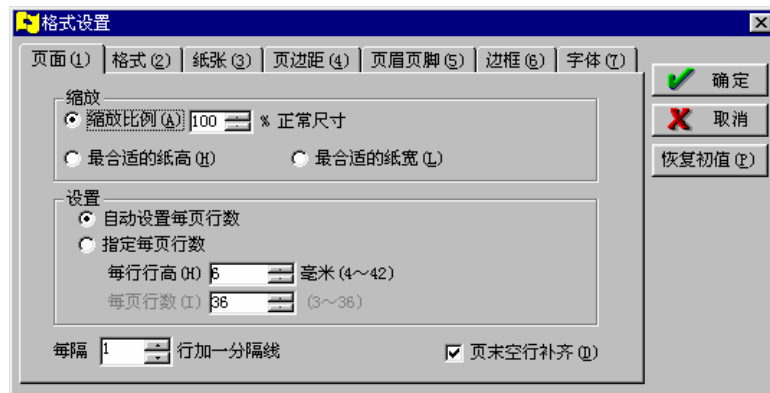 格式设置
页面(1) 格式(2) 纸张(3) 页边距(4) 页眉页脚(5) 边框(6) 字体(7)
确定
取消
恢复初值(P)
缩放
缩放比例(A) 100 % 正常尺寸
最合适的纸高(H) 最合适的纸宽(L)
设置
自动设置每页行数
指定每页行数
每行行高(H) 6 毫米(4～42)
每页行数(I) 36 (3～36)
每隔 1 行加一分隔线 页末空行补齐(D)